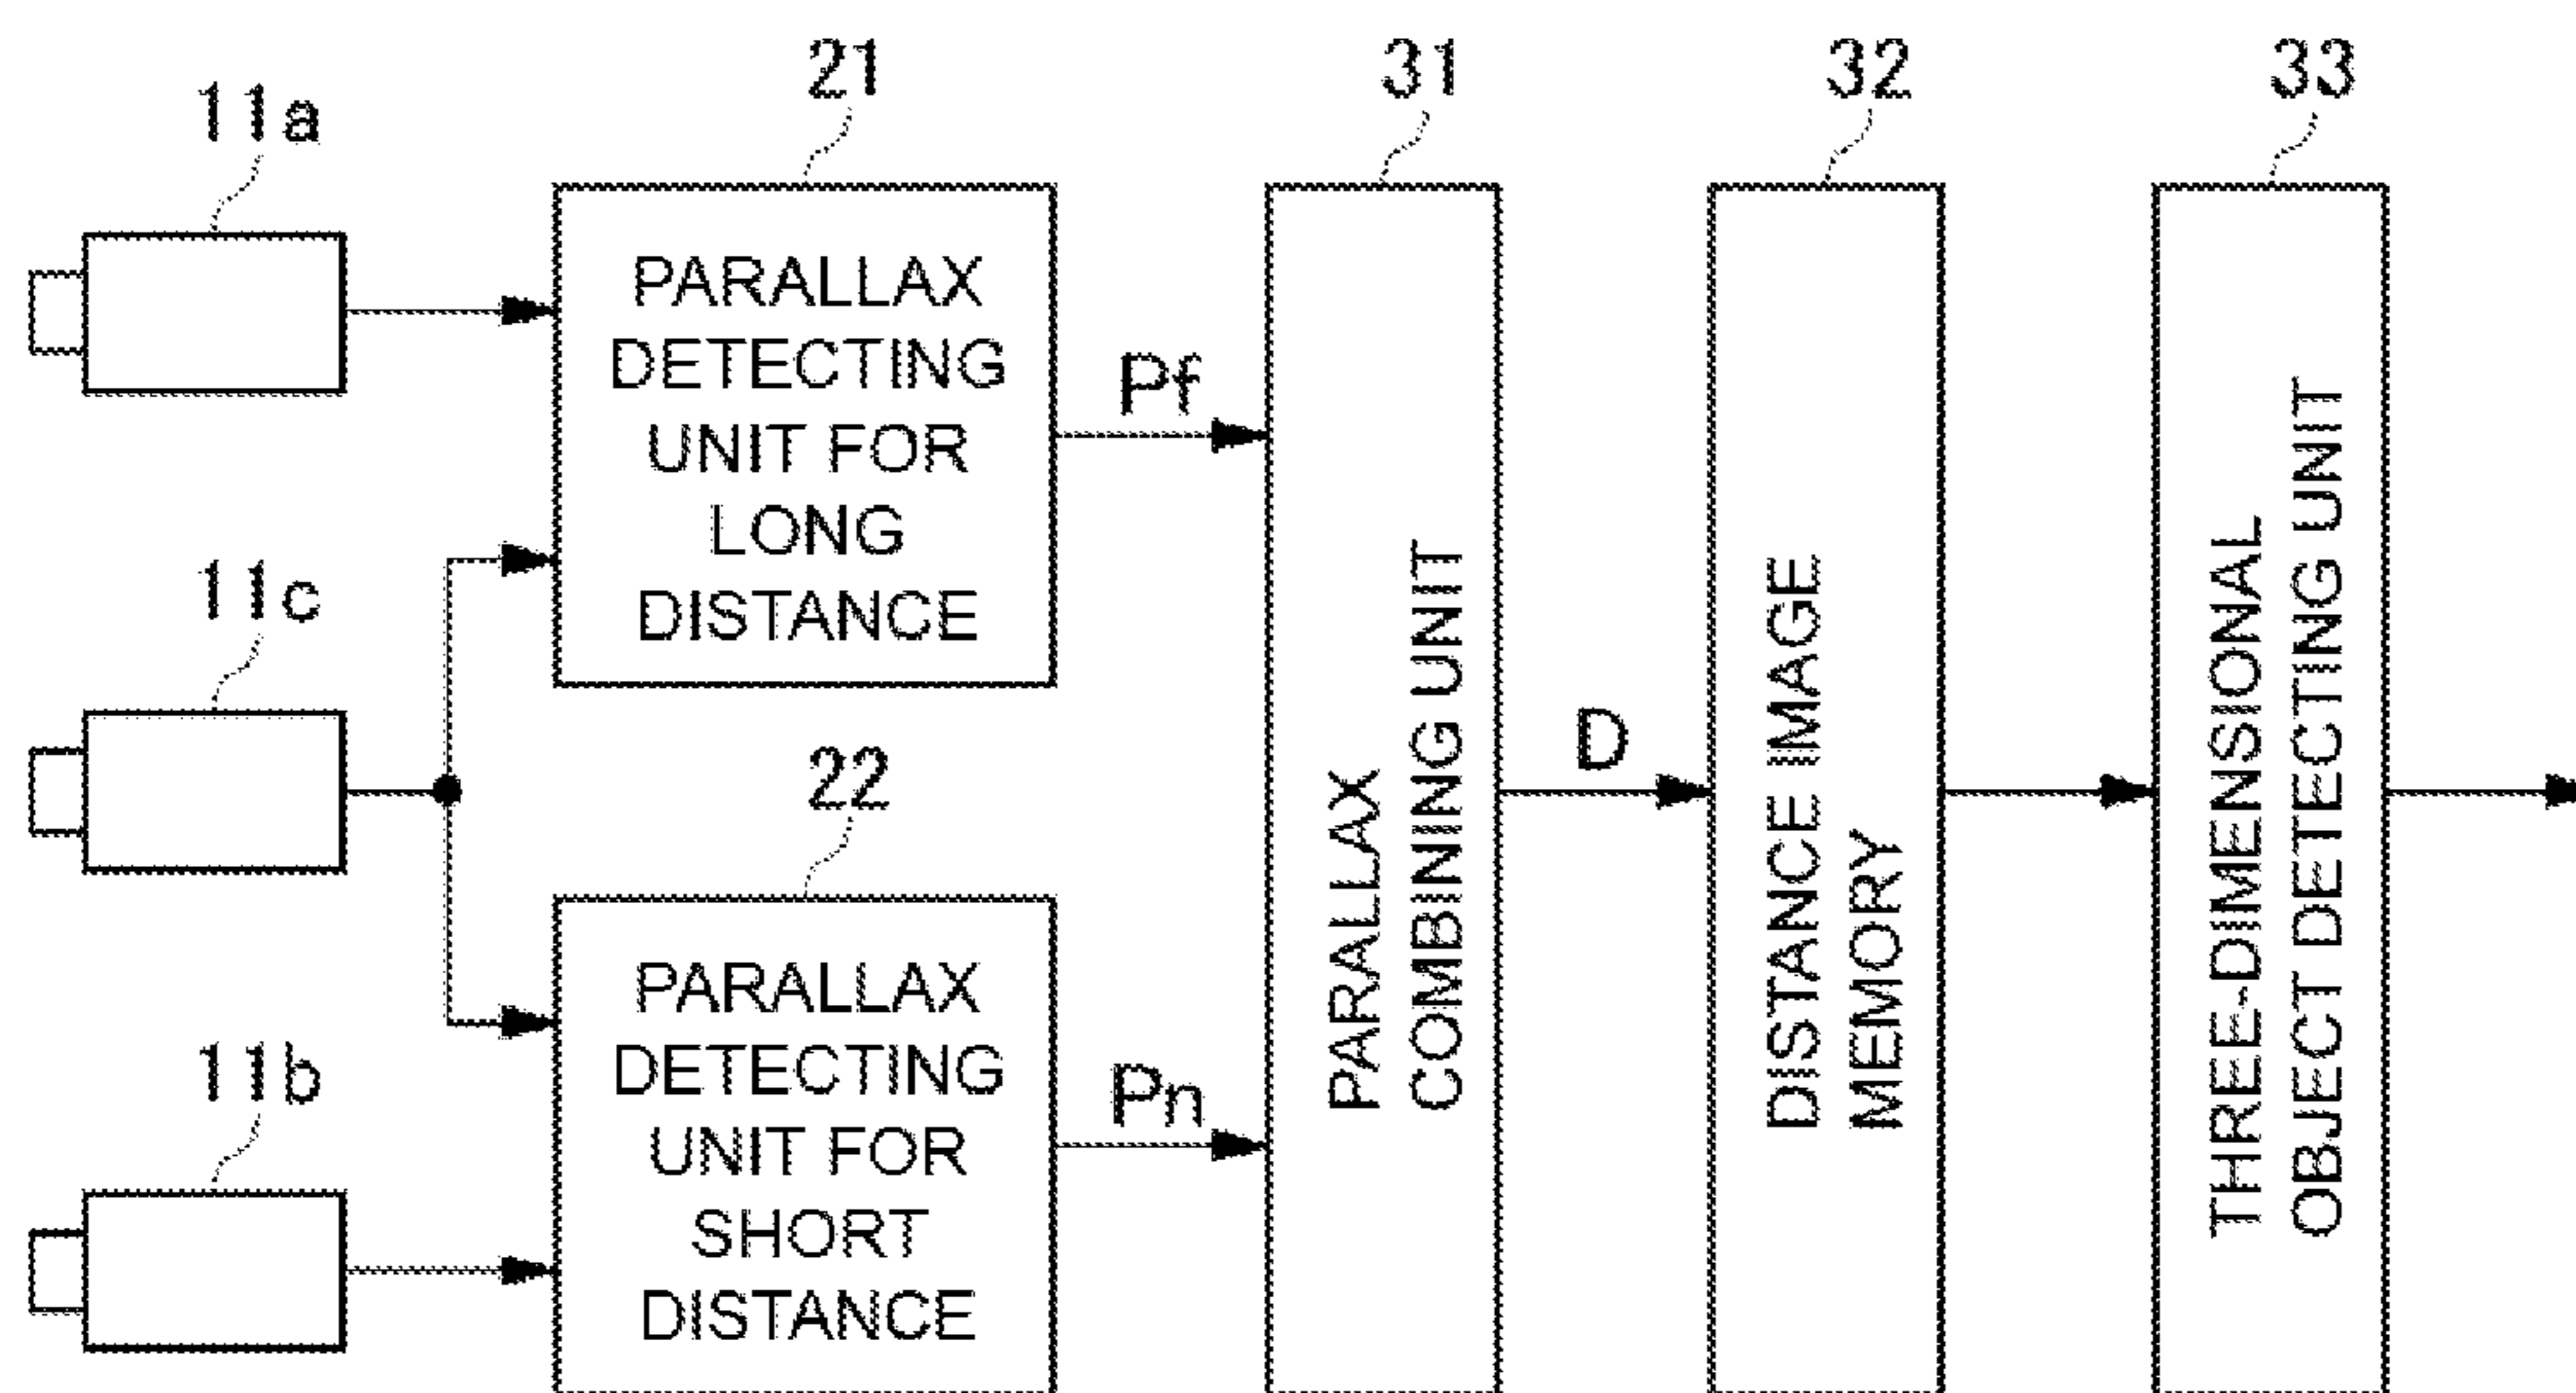 11a
11c
11b
21
PARALLAX
DETECTING
UNIT FOR
LONG
DISTANCE
22
PARALLAX
DETECTING
UNIT FOR
SHORT
DISTANCE
Pf
Pn
31
PARALLAX
COMBINING UNIT
D
32
DISTANCE IMAGE
MEMORY
33
THREE-DIMENSIONAL
OBJECT DETECTING UNIT